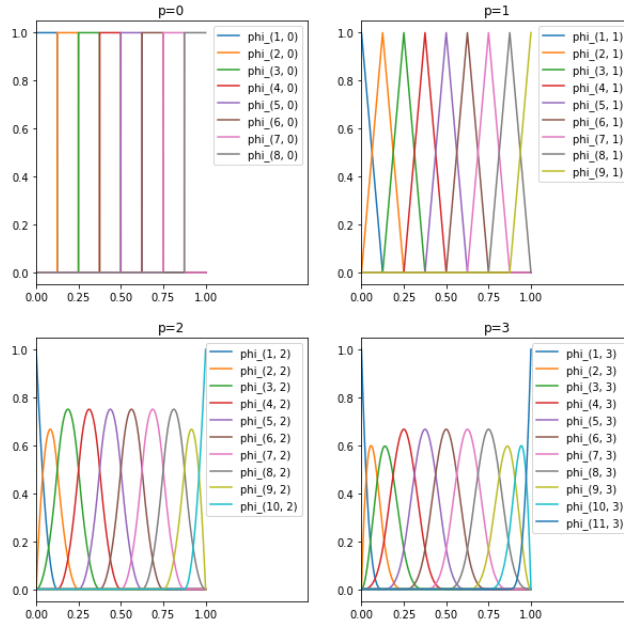 p=0
1.0
0.8
0.6
0.4
0.2
0.0
0.00 0.25 0.50 0.75 1.00
phi_(1, 0)
phi_(2, 0)
phi_(3, 0)
phi_(4, 0)
phi_(5, 0)
phi_(6, 0)
phi_(7, 0)
phi_(8, 0)
p=1
1.0
0.8
0.6
0.4
0.2
0.0
0.00 0.25 0.50 0.75 1.00
phi_(1, 1)
phi_(2, 1)
phi_(3, 1)
phi_(4, 1)
phi_(5, 1)
phi_(6, 1)
phi_(7, 1)
phi_(8, 1)
phi_(9, 1)
p=2
1.0
0.8
0.6
0.4
0.2
0.0
0.00 0.25 0.50 0.75 1.00
phi_(1, 2)
phi_(2, 2)
phi_(3, 2)
phi_(4, 2)
phi_(5, 2)
phi_(6, 2)
phi_(7, 2)
phi_(8, 2)
phi_(9, 2)
phi_(10, 2)
p=3
1.0
0.8
0.6
0.4
0.2
0.0
0.00 0.25 0.50 0.75 1.00
phi_(1, 3)
phi_(2, 3)
phi_(3, 3)
phi_(4, 3)
phi_(5, 3)
phi_(6, 3)
phi_(7, 3)
phi_(8, 3)
phi_(9, 3)
phi_(10, 3)
phi_(11, 3)